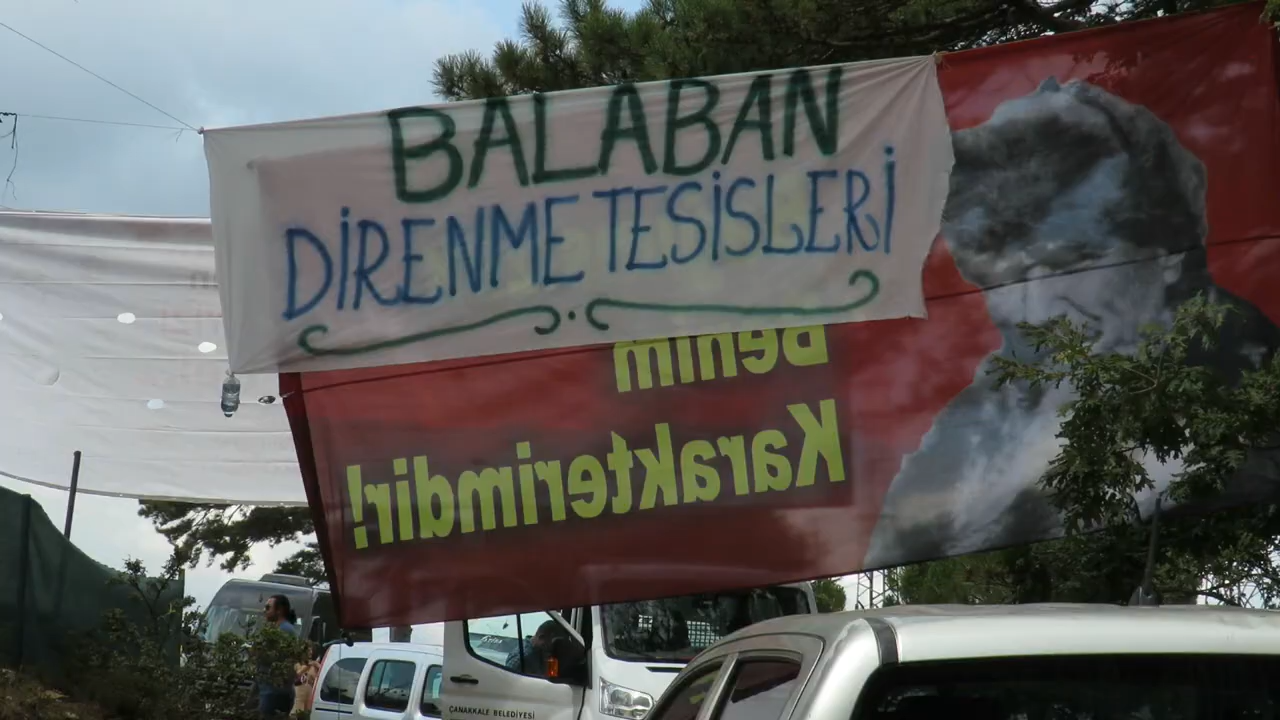 BALABAN
DİRENME TESİSLERİ
Benim
Karakterimdir!
ÇANAKKALE BELEDİYESİ